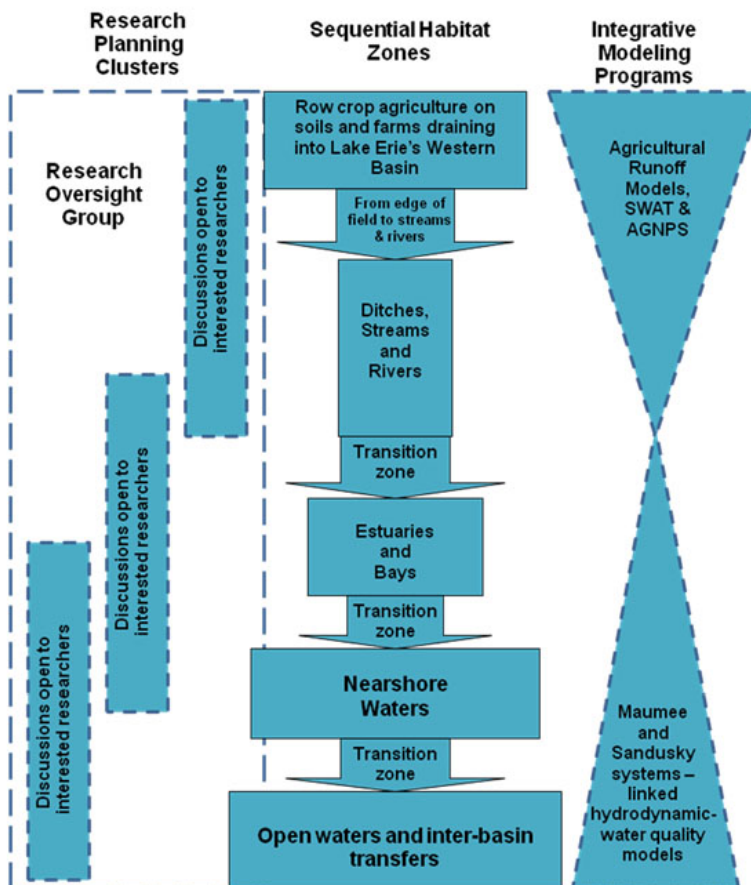 Research
Planning
Clusters
Sequential Habitat
Zones
Integrative
Modeling
Programs
Research
Oversight
Group
Discussions open to
interested researchers
Discussions open to
interested researchers
Discussions open to
interested researchers
Row crop agriculture on
soils and farms draining
into Lake Erie's Western
Basin
From edge of
field to streams
& rivers
Ditches,
Streams
and
Rivers
Transition
zone
Estuaries
and
Bays
Transition
zone
Nearshore
Waters
Transition
zone
Open waters and inter-basin
transfers
Agricultural
Runoff
Models,
SWAT &
AGNPS
Maumee
and
Sandusky
systems –
linked
hydrodynamic-
water quality
models